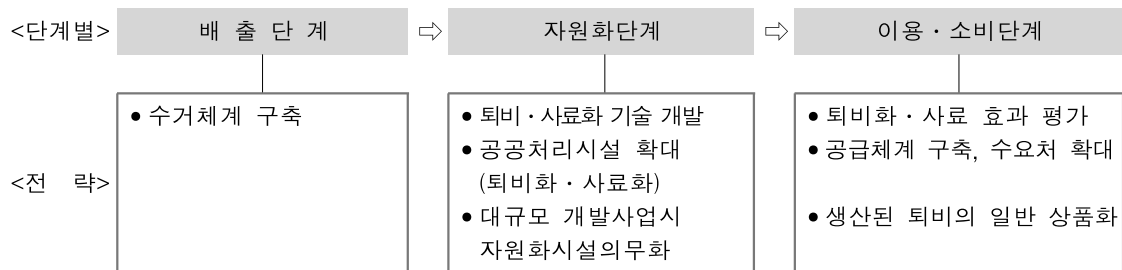 <단계별> 배 출 단 계 ⇨ 자원화단계 ⇨ 이용·소비단계
<전 략>
● 수거체계 구축
● 퇴비·사료화 기술 개발
● 공공처리시설 확대
(퇴비화·사료화)
● 대규모 개발사업시
자원화시설의무화
● 퇴비화·사료 효과 평가
● 공급체계 구축, 수요처 확대
● 생산된 퇴비의 일반 상품화